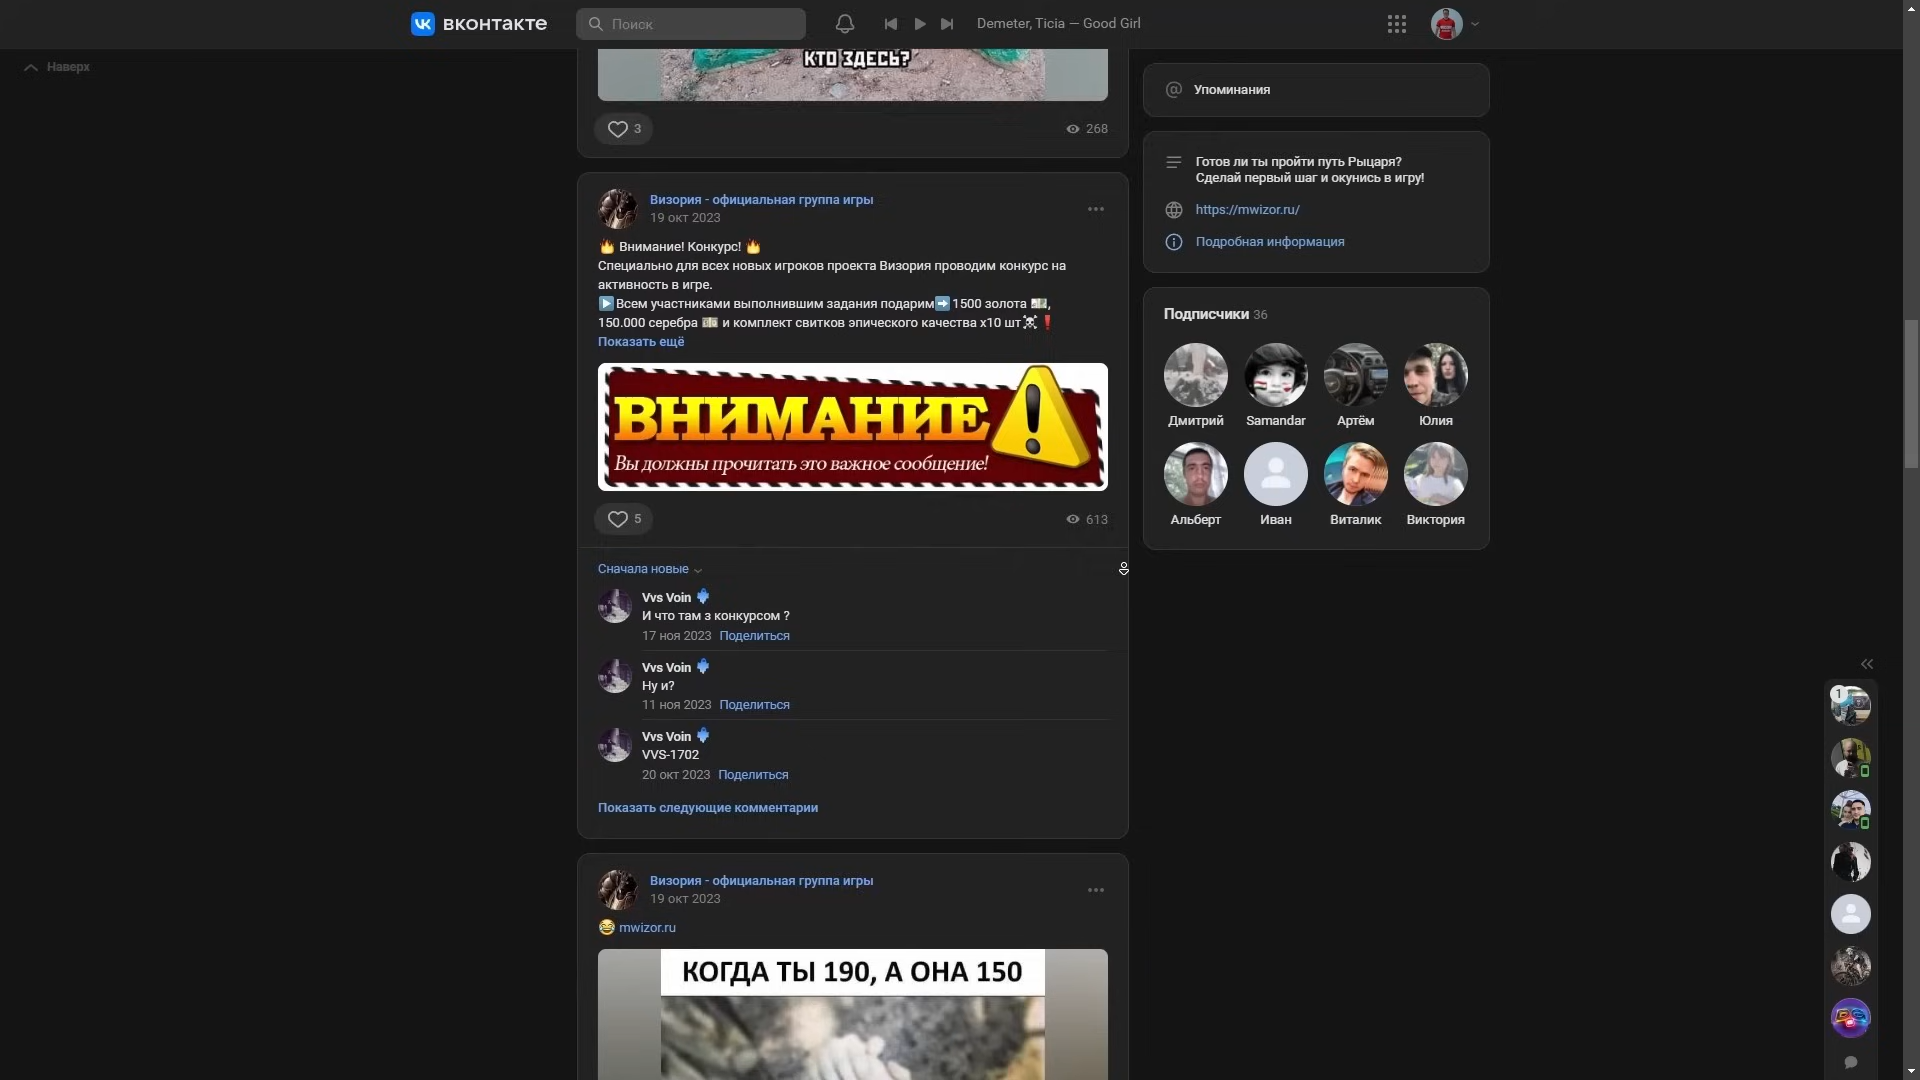 вконтакте
Поиск
Demeter, Ticia — Good Girl
Наверх
КТО ЗДЕСЬ?
3
268
Визория - официальная группа игры
19 окт 2023
Внимание! Конкурс!
Специально для всех новых игроков проекта Визория проводим конкурс на
активность в игре.
Всем участниками выполнившим задания подарим 1500 золота ,
150.000 серебра и комплект свитков эпического качества х10 шт
Показать ещё
ВНИМАНИЕ
Вы должны прочитать это важное сообщение!
5
613
Сначала новые
Vvs Voin
И что там з конкурсом ?
17 ноя 2023 Поделиться
Vvs Voin
Ну и?
11 ноя 2023 Поделиться
Vvs Voin
VVS-1702
20 окт 2023 Поделиться
Показать следующие комментарии
Визория - официальная группа игры
19 окт 2023
mwizor.ru
КОГДА ТЫ 190, А ОНА 150
Упоминания
Готов ли ты пройти путь Рыцаря?
Сделай первый шаг и окунись в игру!
https://mwizor.ru/
Подробная информация
Подписчики 36
Дмитрий Samandar Артём Юлия
Альберт Иван Виталик Виктория
1